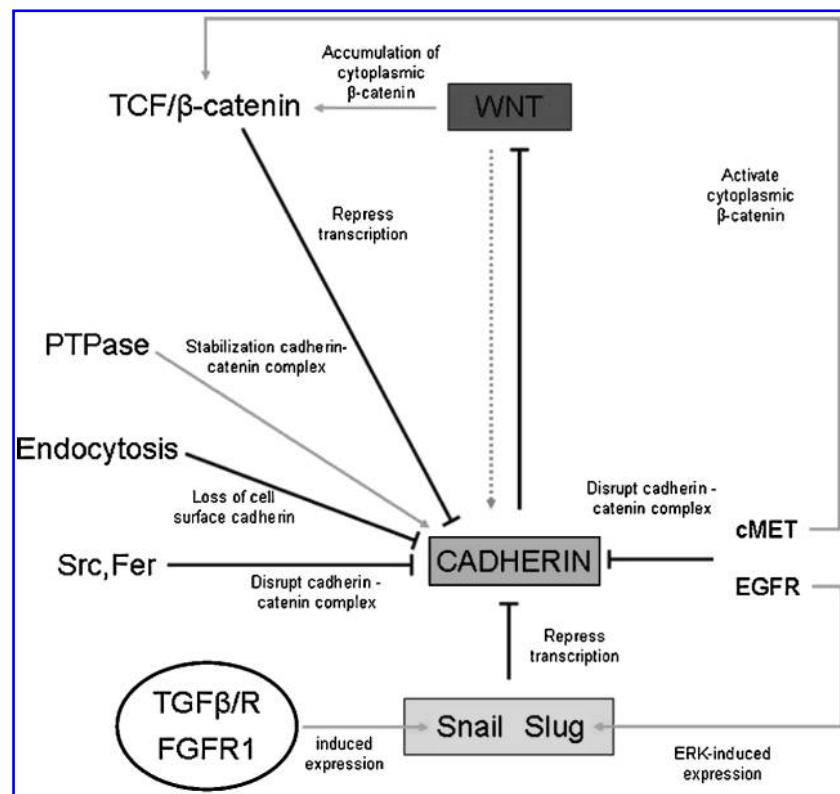 Accumulation of
cytoplasmic
β-catenin
TCF/β-catenin
WNT
Activate
cytoplasmic
β-catenin
Repress
transcription
PTPase
Stabilization cadherin-
catenin complex
Endocytosis
Loss of cell
surface cadherin
Disrupt cadherin -
catenin complex
cMET
Src,Fer
CADHERIN
EGFR
Disrupt cadherin -
catenin complex
Repress
transcription
TGFβ/R
FGFR1
induced
expression
Snail Slug
ERK-induced
expression